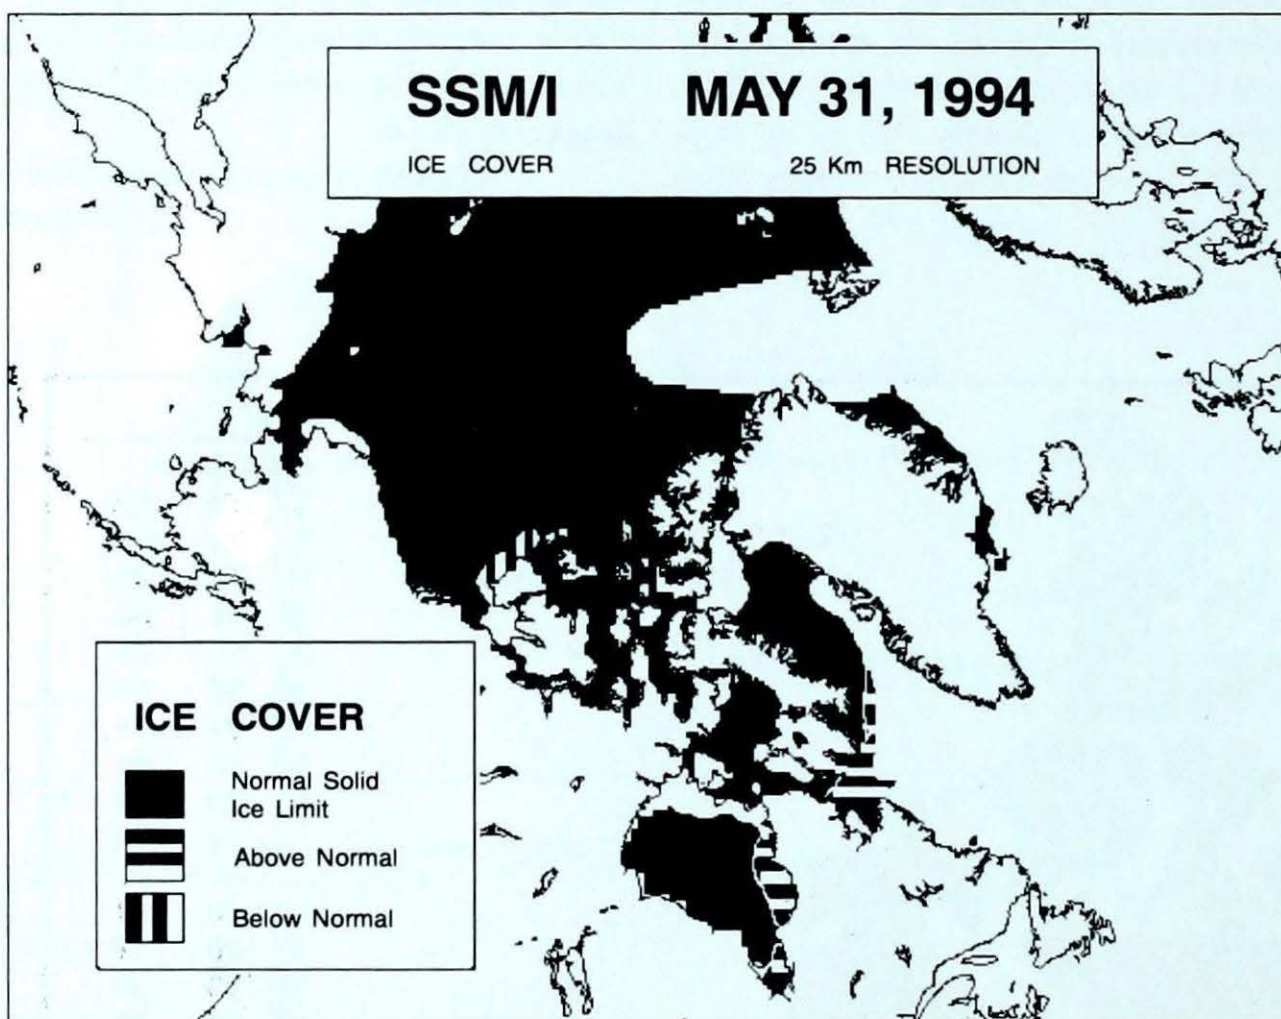 SSM/I MAY 31, 1994
ICE COVER 25 Km RESOLUTION
ICE COVER
Normal Solid
Ice Limit
Above Normal
Below Normal